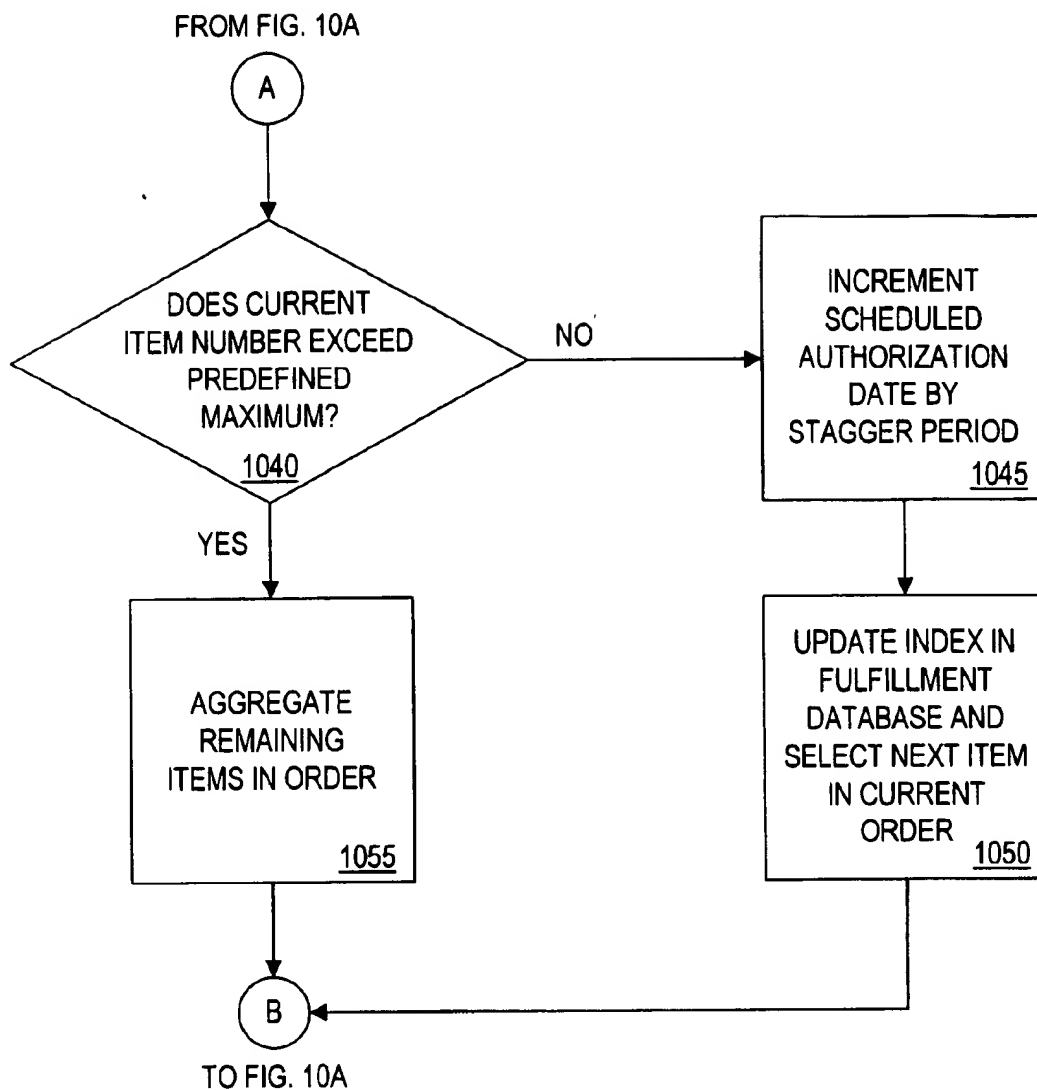 FROM FIG. 10A
A
DOES CURRENT
ITEM NUMBER EXCEED
PREDEFINED
MAXIMUM?
1040
NO
INCREMENT
SCHEDULED
AUTHORIZATION
DATE BY
STAGGER PERIOD
1045
YES
AGGREGATE
REMAINING
ITEMS IN ORDER
1055
UPDATE INDEX IN
FULFILLMENT
DATABASE AND
SELECT NEXT ITEM
IN CURRENT
ORDER
1050
B
TO FIG. 10A